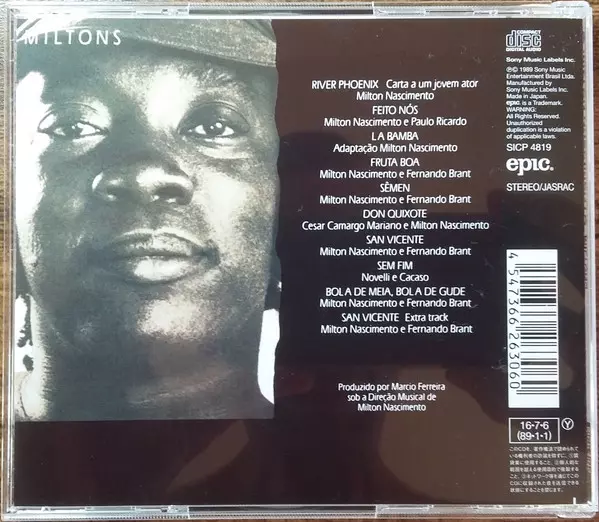 MILTONS
RIVER PHOENIX Carta a um jovem ator
Milton Nascimento
FEITO NÓS
Milton Nascimento e Paulo Ricardo
LA BAMBA
Adaptação Milton Nascimento
FRUTA BOA
Milton Nascimento e Fernando Brant
SÊMEN
Milton Nascimento e Fernando Brant
DON QUIXOTE
Cesar Camargo Mariano e Milton Nascimento
SAN VICENTE
Milton Nascimento e Fernando Brant
SEM FIM
Novelli e Cacaso
BOLA DE MEIA, BOLA DE GUDE
Milton Nascimento e Fernando Brant
SAN VICENTE Extra track
Milton Nascimento e Fernando Brant
Produzido por Marcio Ferreira
sob a Direção Musical de
Milton Nascimento
COMPACT
disc
DIGITAL AUDIO
Sony Music Labels Inc.
Ⓟ© 1989 Sony Music
Entertainment Brasil Ltda.
Manufactured by
Sony Music Labels Inc.
Made in Japan.
epic is a Trademark.
WARNING:
All Rights Reserved.
Unauthorized
duplication is a violation
of applicable laws.
SICP 4819
epic.
STEREO/JASRAC
4 547366 263060
16·7·6
(89·1·1)
Y